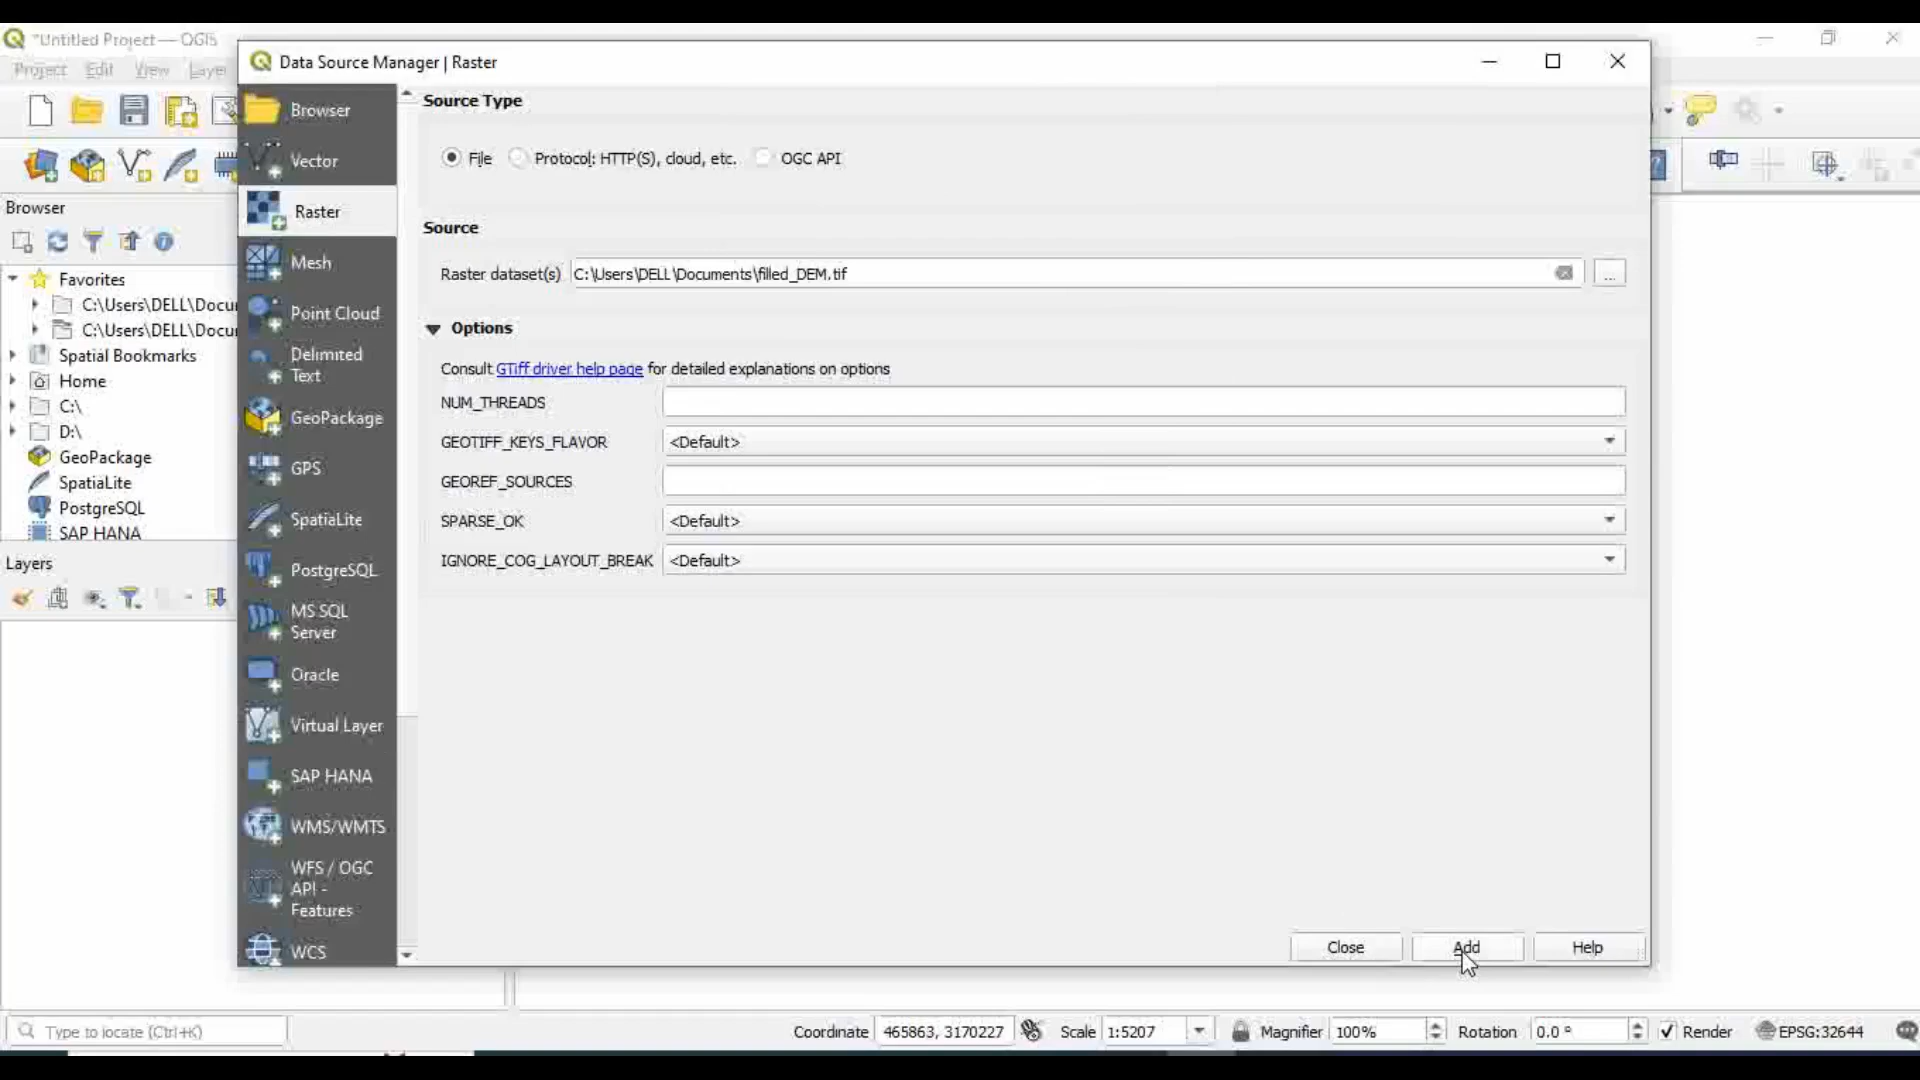 *Untitled Project — QGIS
Project Edit View Layer
Data Source Manager | Raster
Browser
Vector
Raster
Mesh
Point Cloud
Delimited
Text
GeoPackage
GPS
SpatiaLite
PostgreSQL
MS SQL
Server
Oracle
Virtual Layer
SAP HANA
WMS/WMTS
WFS / OGC
API -
Features
WCS
Source Type
File Protocol: HTTP(S), cloud, etc. OGC API
Source
Raster dataset(s) C:\Users\DELL\Documents\filled_DEM.tif ...
Options
Consult GTiff driver help page for detailed explanations on options
NUM_THREADS
GEOTIFF_KEYS_FLAVOR <Default>
GEOREF_SOURCES
SPARSE_OK <Default>
IGNORE_COG_LAYOUT_BREAK <Default>
Close Add Help
Browser
Favorites
C:\Users\DELL\Docu
C:\Users\DELL\Docu
Spatial Bookmarks
Home
C:\
D:\
GeoPackage
SpatiaLite
PostgreSQL
SAP HANA
Layers
Type to locate (Ctrl+K) Coordinate 465863, 3170227 Scale 1:5207 Magnifier 100% Rotation 0.0 ° Render EPSG:32644